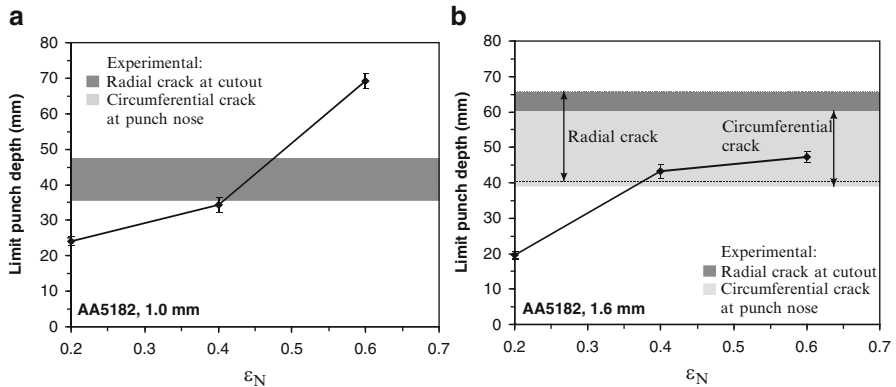 a
80
70
60
50
40
30
20
10
0
Limit punch depth (mm)
Experimental:
Radial crack at cutout
Circumferential crack
at punch nose
AA5182, 1.0 mm
0.2 0.3 0.4 0.5 0.6 0.7
εN
b
80
70
60
50
40
30
20
10
0
Limit punch depth (mm)
Radial crack
Circumferential
crack
Experimental:
Radial crack at cutout
Circumferential crack
at punch nose
AA5182, 1.6 mm
0.2 0.3 0.4 0.5 0.6 0.7
εN